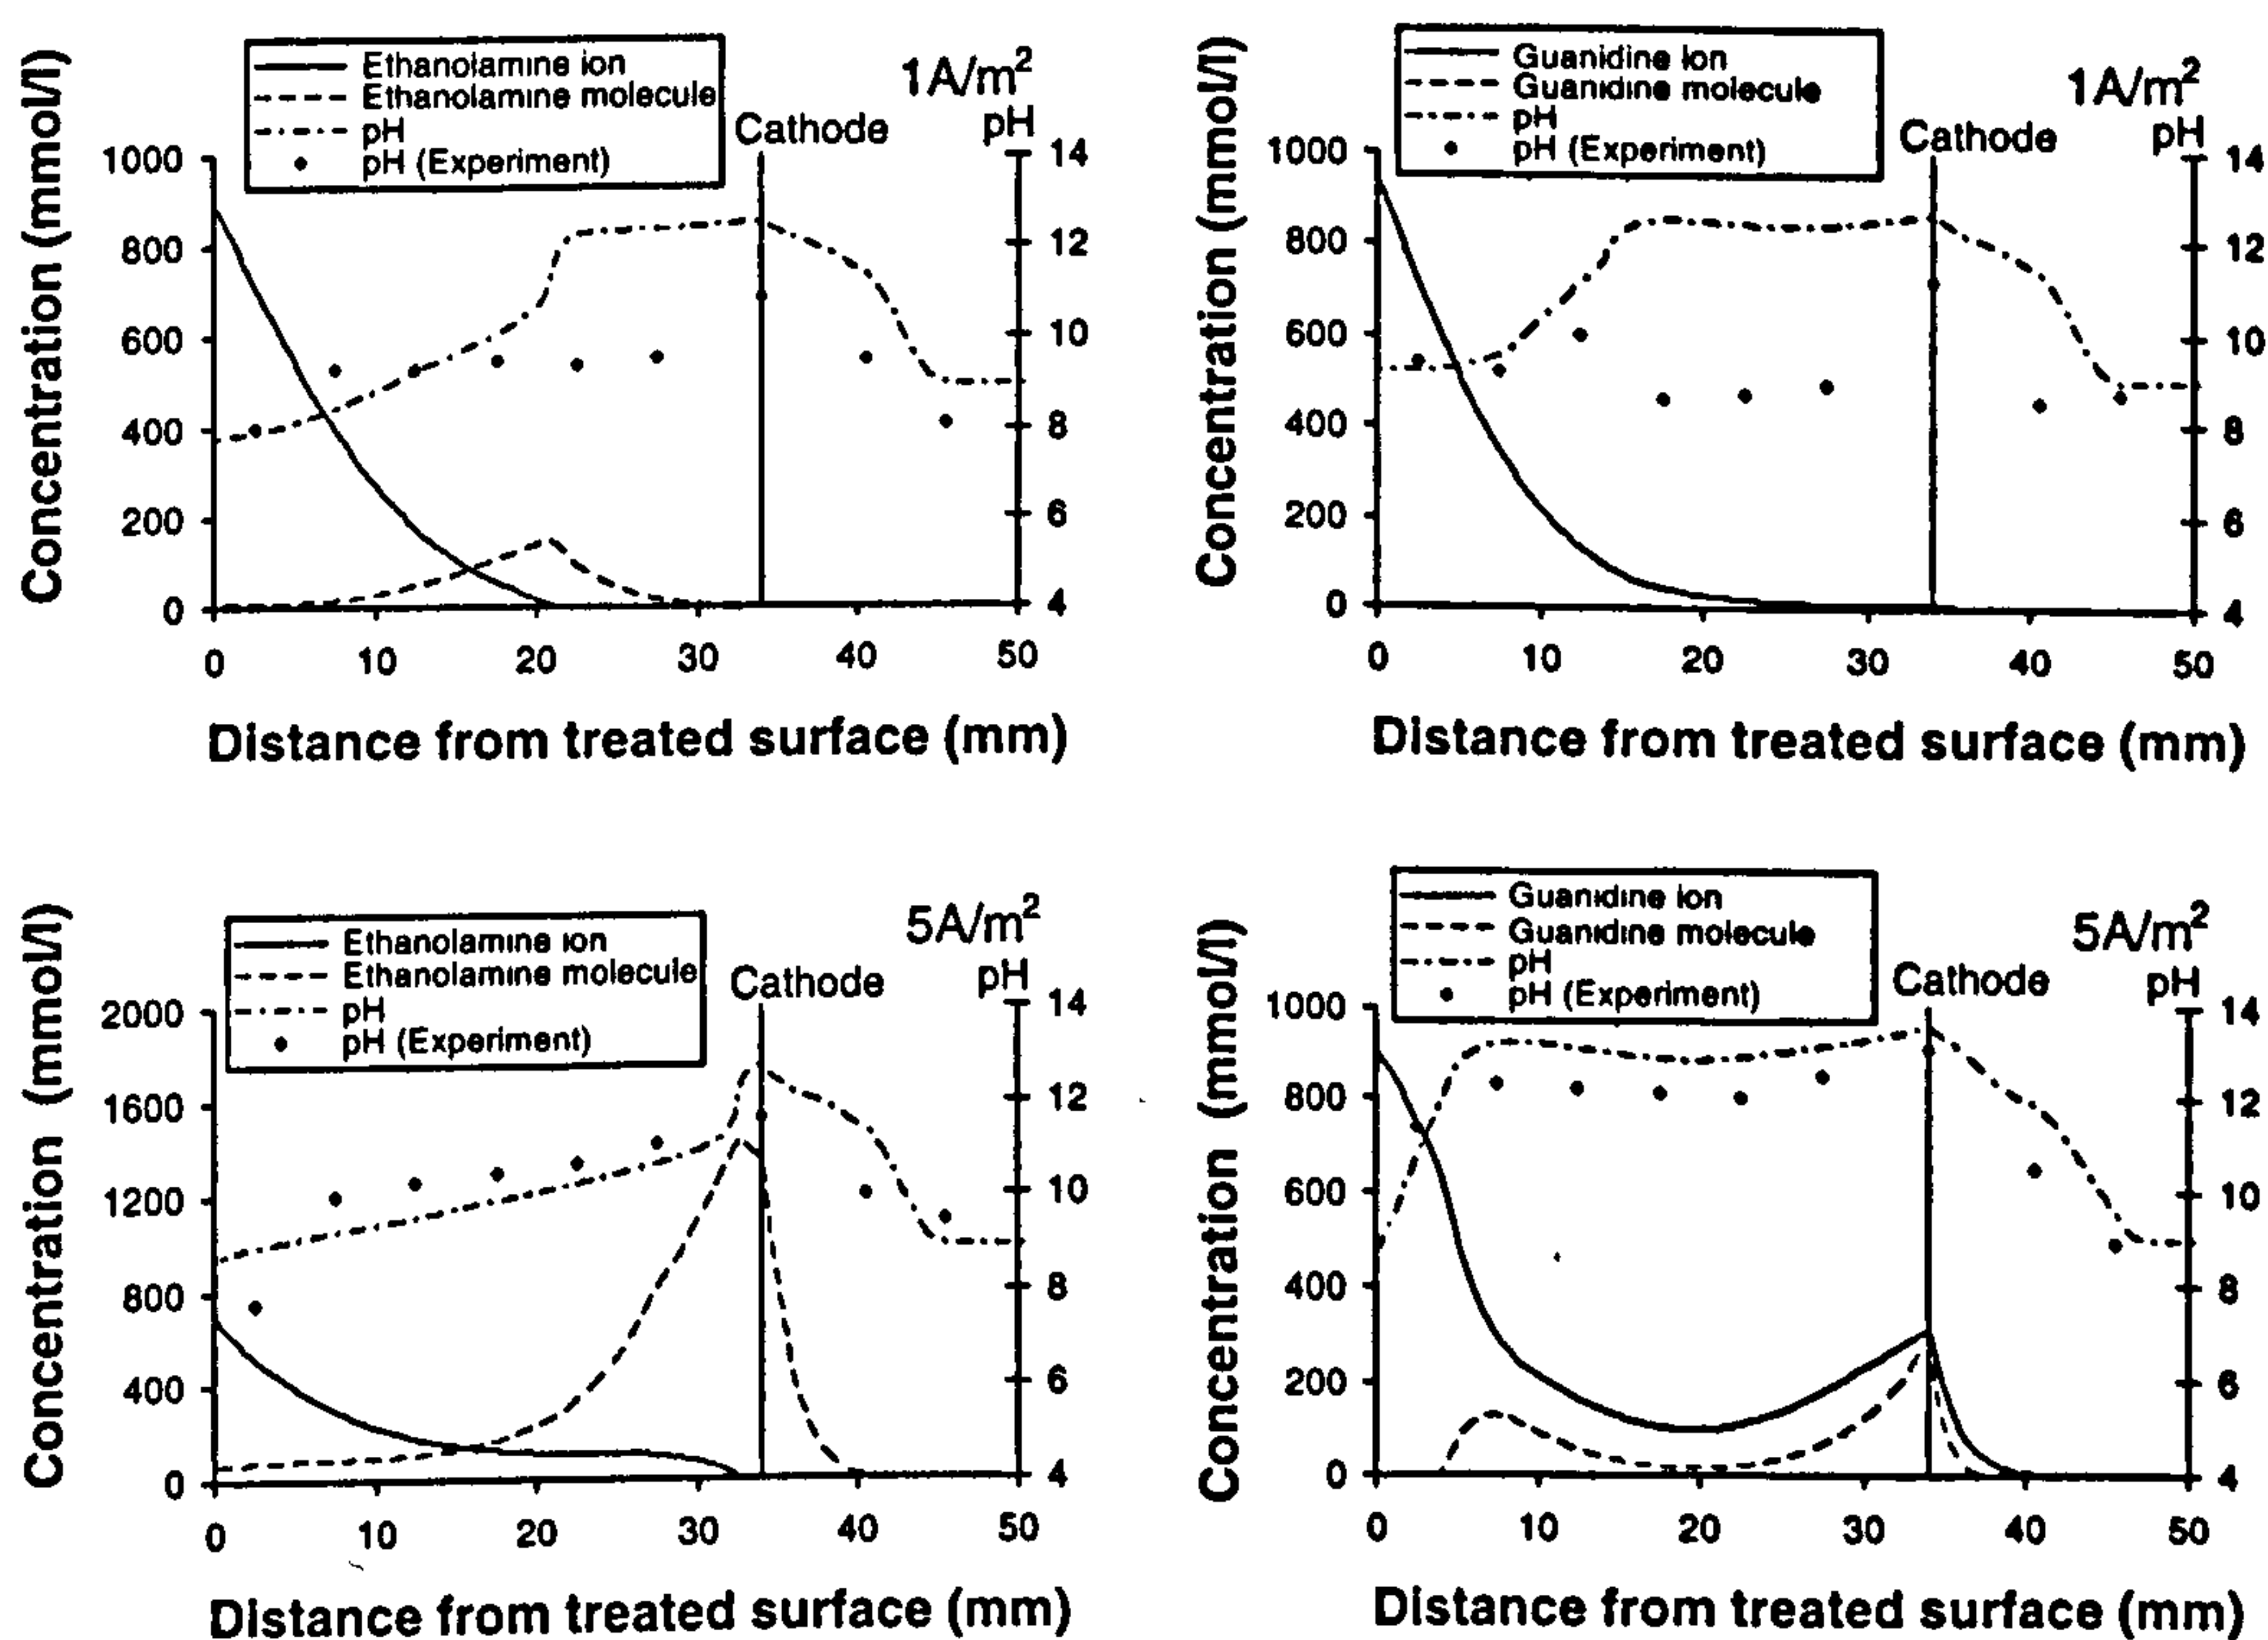 Ethanolamine ion
Ethanolamine molecule
pH
pH (Experiment)
1A/m²
pH
Cathode
Concentration (mmol/l)
1000
800
600
400
200
0
14
12
10
8
6
4
0 10 20 30 40 50
Distance from treated surface (mm)
Guanidine ion
Guanidine molecule
pH
pH (Experiment)
1A/m²
pH
Cathode
Concentration (mmol/l)
1000
800
600
400
200
0
14
12
10
8
6
4
0 10 20 30 40 50
Distance from treated surface (mm)
Ethanolamine ion
Ethanolamine molecule
pH
pH (Experiment)
5A/m²
pH
Cathode
Concentration (mmol/l)
2000
1600
1200
800
400
0
14
12
10
8
6
4
0 10 20 30 40 50
Distance from treated surface (mm)
Guanidine ion
Guanidine molecule
pH
pH (Experiment)
5A/m²
pH
Cathode
Concentration (mmol/l)
1000
800
600
400
200
0
14
12
10
8
6
4
0 10 20 30 40 50
Distance from treated surface (mm)